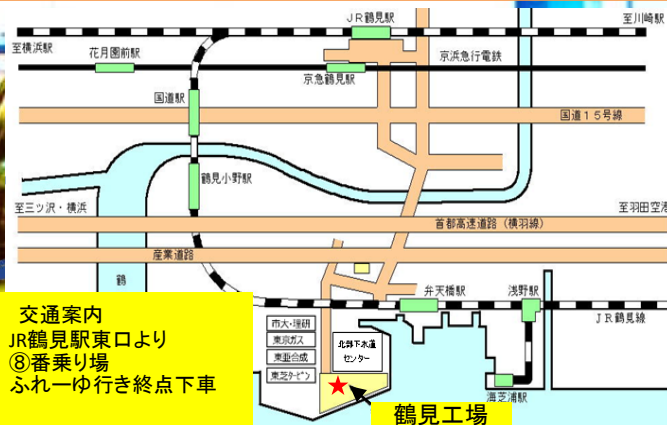 JR鶴見駅
至川崎駅
至横浜駅
花月園前駅
京浜急行電鉄
京急鶴見駅
国道駅
国道15号線
鶴見小野駅
至三ツ沢・横浜
至羽田空港
首都高速道路(横羽線)
産業道路
鶴
弁天橋駅
浅野駅
JR鶴見線
市大・理研
東京ガス
東亜合成
東芝タービン
北部下水道
センター
海芝浦駅
交通案内
JR鶴見駅東口より
⑧番乗り場
ふれーゆ行き終点下車
鶴見工場